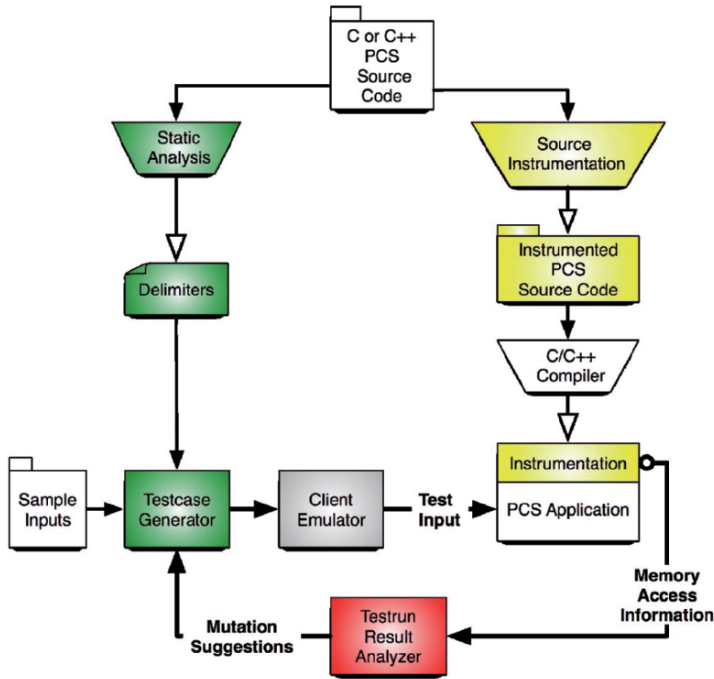 C or C++
PCS
Source
Code
Static
Analysis
Source
Instrumentation
Delimiters
Instrumented
PCS
Source Code
C/C++
Compiler
Sample
Inputs
Testcase
Generator
Client
Emulator
Test
Input
Instrumentation
PCS Application
Memory
Access
Information
Mutation
Suggestions
Testrun
Result
Analyzer